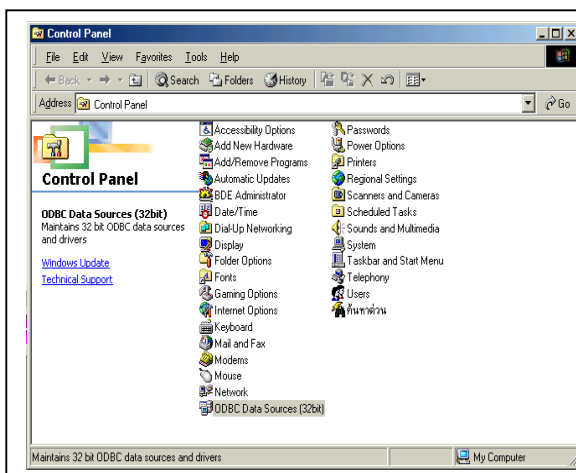 Control Panel
File Edit View Favorites Tools Help
Back Search Folders History
Address Control Panel Go
Control Panel
ODBC Data Sources (32bit)
Maintains 32 bit ODBC data sources
and drivers
Windows Update
Technical Support
Accessibility Options
Add New Hardware
Add/Remove Programs
Automatic Updates
BDE Administrator
Date/Time
Dial-Up Networking
Display
Folder Options
Fonts
Gaming Options
Internet Options
Keyboard
Mail and Fax
Modems
Mouse
Network
ODBC Data Sources (32bit)
Passwords
Power Options
Printers
Regional Settings
Scanners and Cameras
Scheduled Tasks
Sounds and Multimedia
System
Taskbar and Start Menu
Telephony
Users
ค้นหาด่วน
Maintains 32 bit ODBC data sources and drivers My Computer